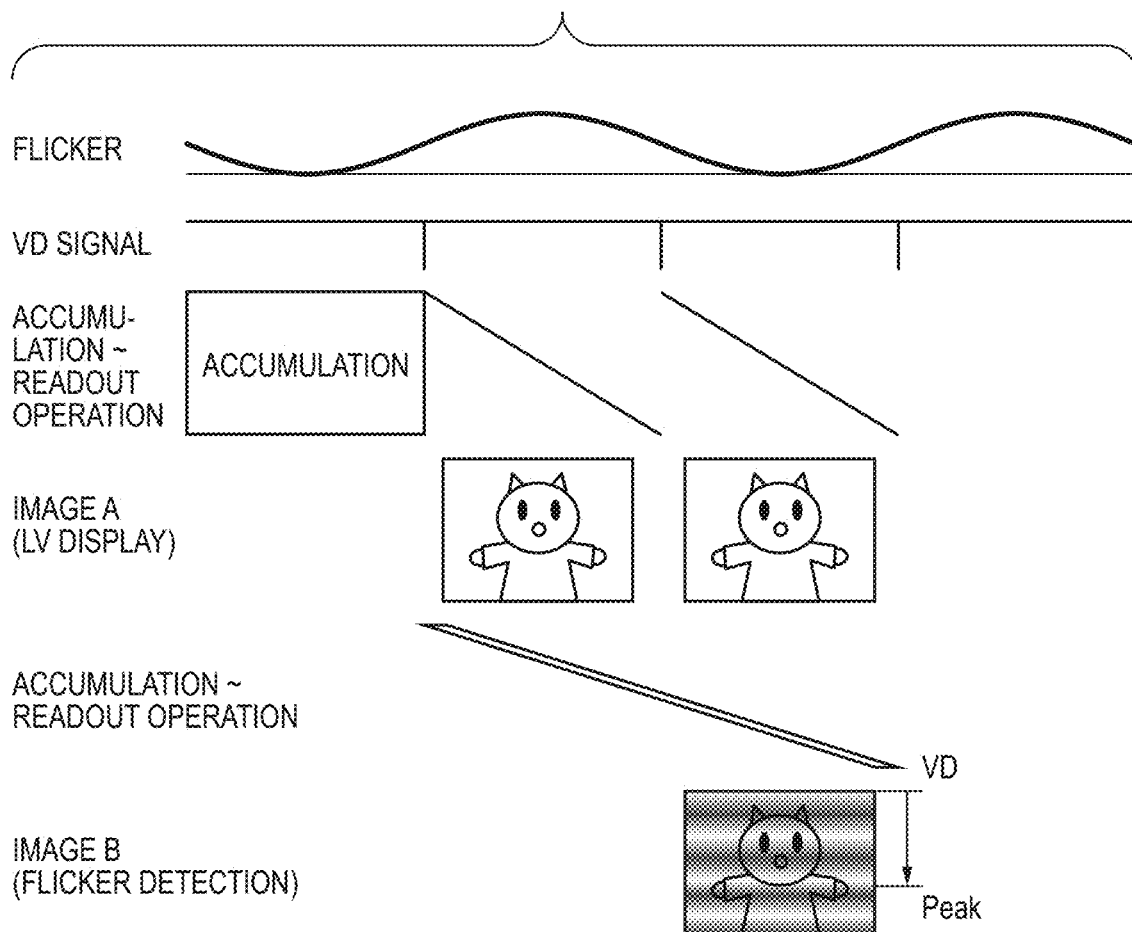 FLICKER
VD SIGNAL
ACCUMU-
LATION ~
READOUT
OPERATION
ACCUMULATION
IMAGE A
(LV DISPLAY)
ACCUMULATION ~
READOUT OPERATION
VD
IMAGE B
(FLICKER DETECTION)
Peak